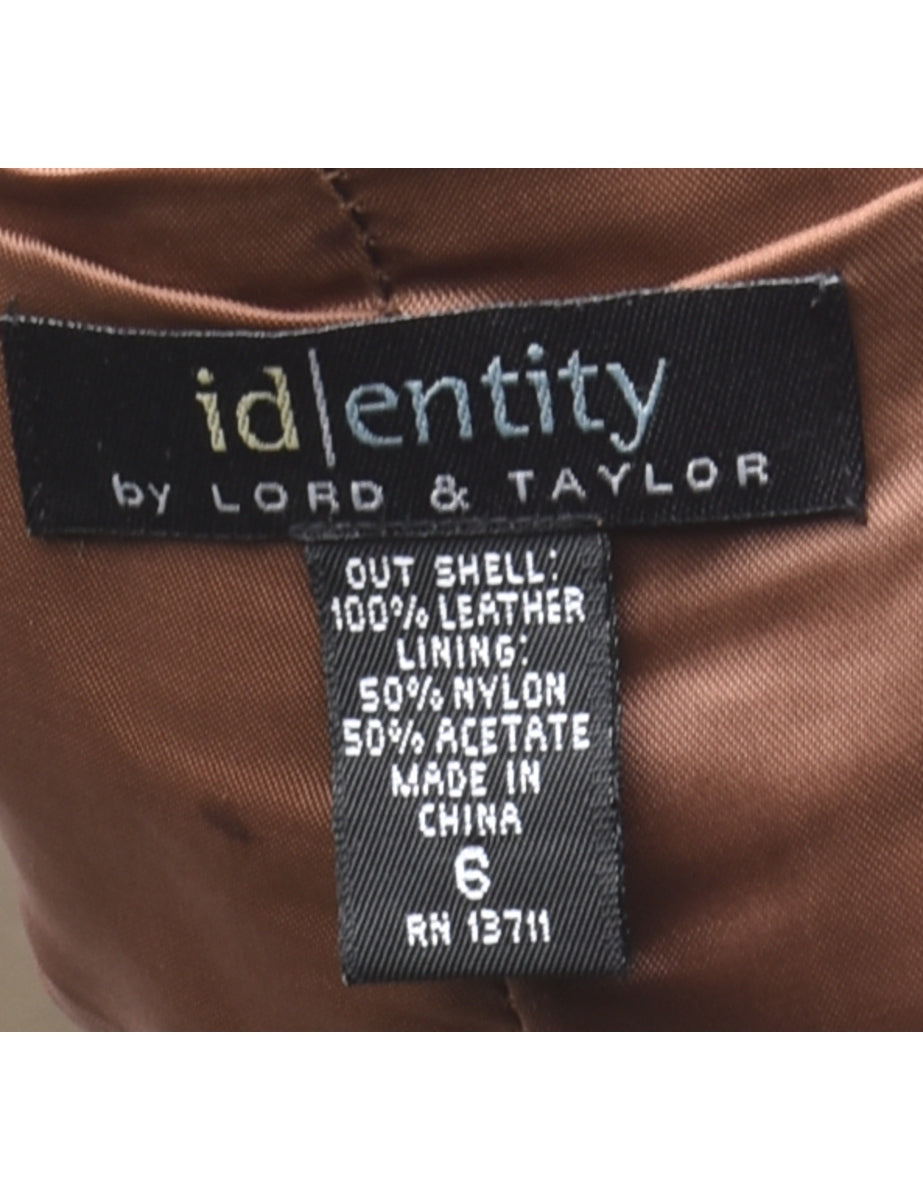 id|entity
by LORD & TAYLOR
OUT SHELL:
100% LEATHER
LINING:
50% NYLON
50% ACETATE
MADE IN
CHINA
6
RN 13711